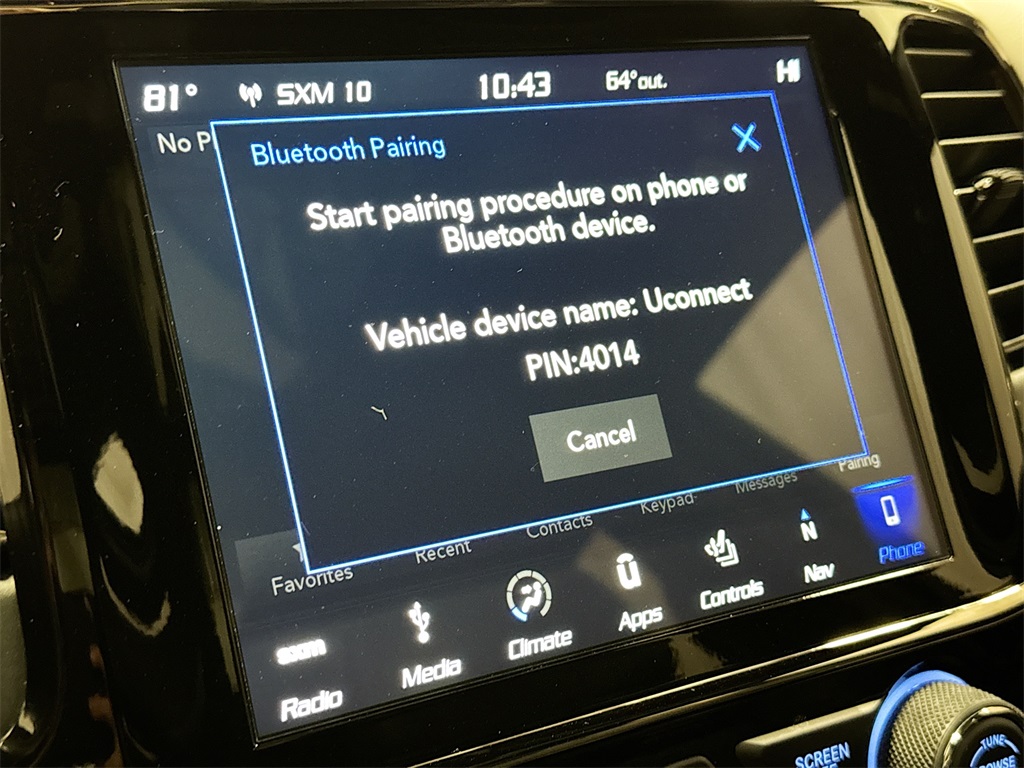 81° SXM 10 10:43 64°out. HI
No P
Bluetooth Pairing
Start pairing procedure on phone or
Bluetooth device.
Vehicle device name: Uconnect
PIN:4014
Cancel
Favorites Recent Contacts Keypad Messages Pairing
Radio Media Climate Apps Controls Nav Phone
SCREEN
TUNE